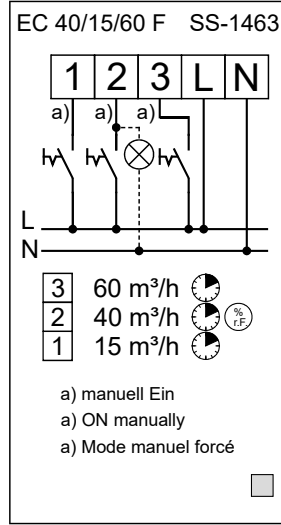 EC 40/15/60 F SS-1463
1 2 3 L N
a) a) a)
L
N
3 60 m³/h
2 40 m³/h % r.F.
1 15 m³/h
a) manuell Ein
a) ON manually
a) Mode manuel forcé